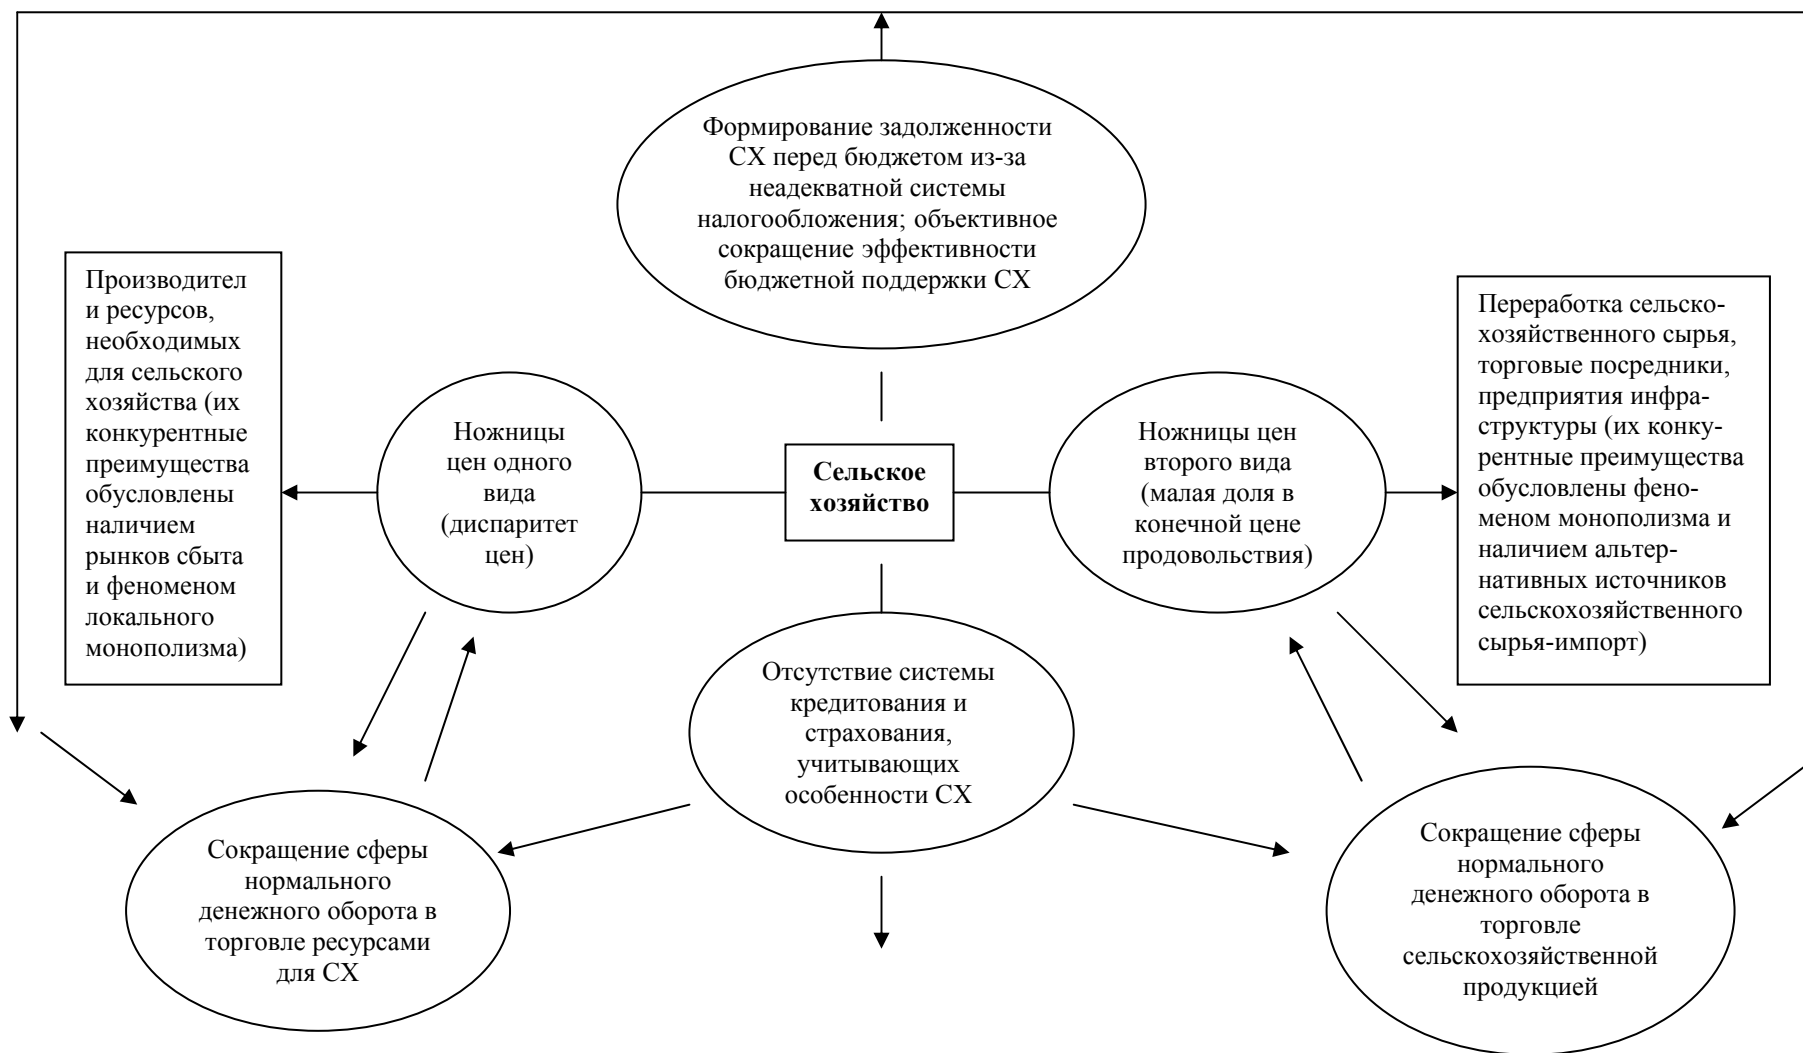 Формирование задолженности
СХ перед бюджетом из-за
неадекватной системы
налогообложения; объективное
сокращение эффективности
бюджетной поддержки СХ
Производител
и ресурсов,
необходимых
для сельского
хозяйства (их
конкурентные
преимущества
обусловлены
наличием
рынков сбыта
и феноменом
локального
монополизма)
Ножницы
цен одного
вида
(диспаритет
цен)
Сельское
хозяйство
Ножницы цен
второго вида
(малая доля в
конечной цене
продовольствия)
Переработка сельско-
хозяйственного сырья,
торговые посредники,
предприятия инфра-
структуры (их конку-
рентные преимущества
обусловлены фено-
меном монополизма и
наличием альтер-
нативных источников
сельскохозяйственного
сырья-импорт)
Отсутствие системы
кредитования и
страхования,
учитывающих
особенности СХ
Сокращение сферы
нормального
денежного оборота в
торговле ресурсами
для СХ
Сокращение сферы
нормального
денежного оборота в
торговле
сельскохозяйственной
продукцией